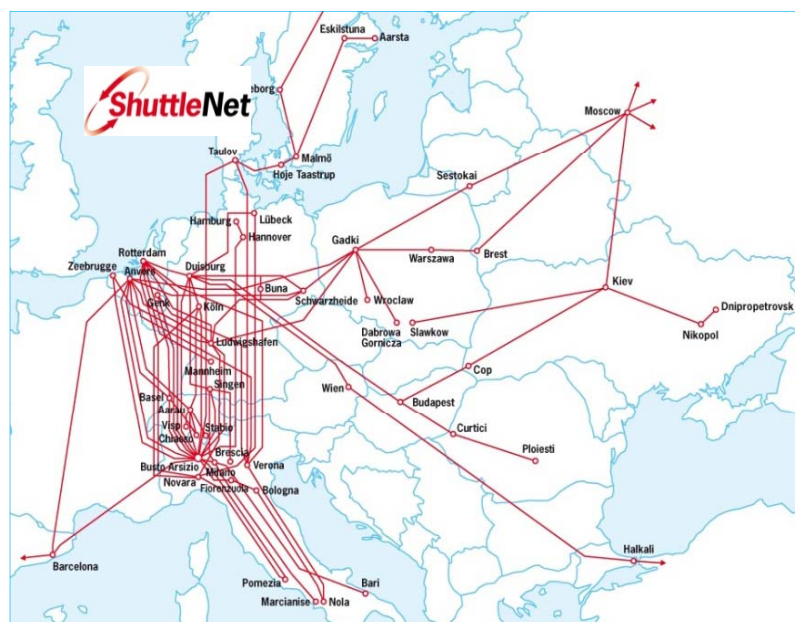 Eskilstuna
Aarsta
ShuttleNet
eborg
Moscow
Taulov
Malmö
Hoje Taastrup
Sestokai
Lübeck
Hamburg
Hannover
Gadki
Rotterdam
Warszawa
Brest
Zeebrugge
Anvers
Duisburg
Kiev
Buna
Genk
Köln
Schwarzheide
Wroclaw
Dnipropetrovsk
Dabrowa
Gornicza
Slawkow
Nikopol
Ludwigshafen
Mannheim
Cop
Singen
Wien
Basel
Budapest
Aarau
Visp
Stabio
Curtici
Chiasso
Ploiesti
Brescia
Busto Arsizio
Milano
Verona
Novara
Fiorenzuola
Bologna
Halkali
Barcelona
Pomezia
Bari
Marcianise
Nola